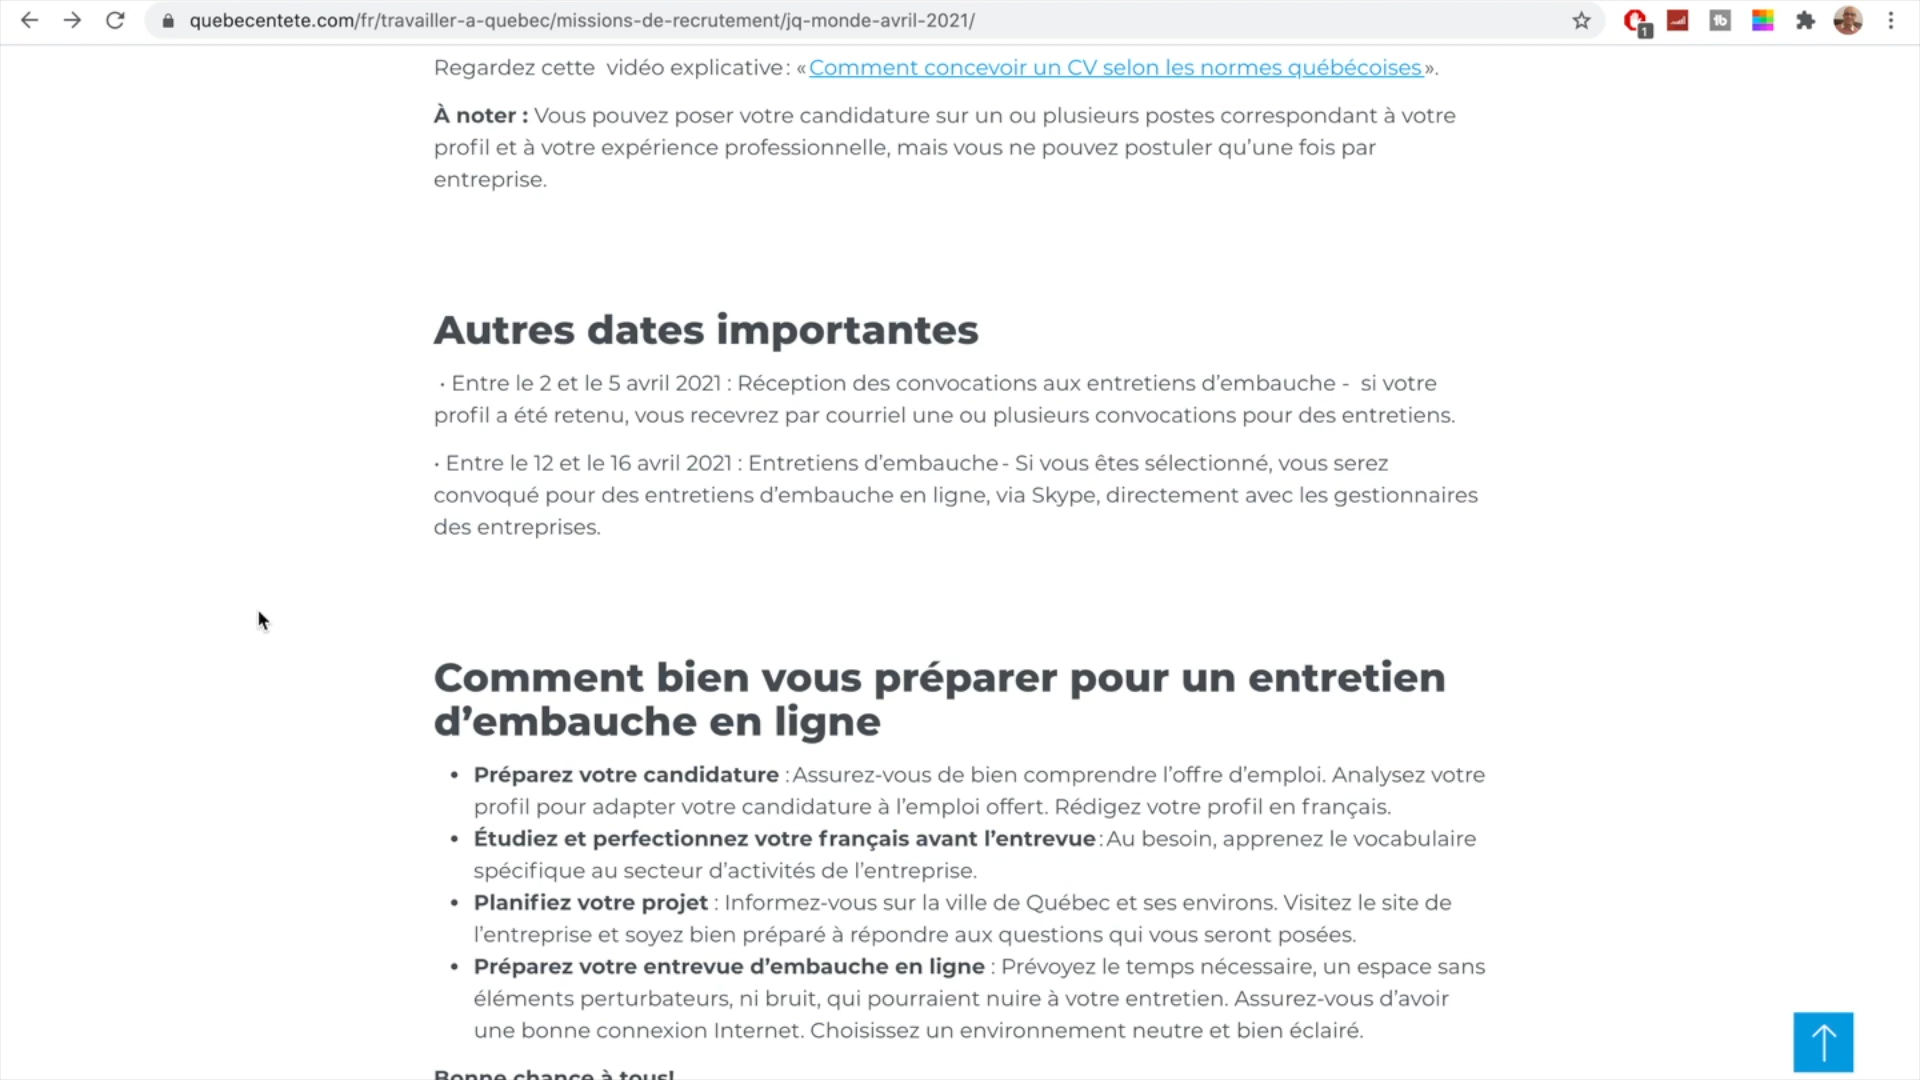 quebecentete.com/fr/travailler-a-quebec/missions-de-recrutement/jq-monde-avril-2021/
1
tb
Regardez cette vidéo explicative : « Comment concevoir un CV selon les normes québécoises ».
À noter : Vous pouvez poser votre candidature sur un ou plusieurs postes correspondant à votre
profil et à votre expérience professionnelle, mais vous ne pouvez postuler qu’une fois par
entreprise.
Autres dates importantes
• Entre le 2 et le 5 avril 2021 : Réception des convocations aux entretiens d’embauche - si votre
profil a été retenu, vous recevrez par courriel une ou plusieurs convocations pour des entretiens.
• Entre le 12 et le 16 avril 2021 : Entretiens d’embauche - Si vous êtes sélectionné, vous serez
convoqué pour des entretiens d’embauche en ligne, via Skype, directement avec les gestionnaires
des entreprises.
Comment bien vous préparer pour un entretien
d’embauche en ligne
• Préparez votre candidature : Assurez-vous de bien comprendre l’offre d’emploi. Analysez votre
profil pour adapter votre candidature à l’emploi offert. Rédigez votre profil en français.
• Étudiez et perfectionnez votre français avant l’entrevue : Au besoin, apprenez le vocabulaire
spécifique au secteur d’activités de l’entreprise.
• Planifiez votre projet : Informez-vous sur la ville de Québec et ses environs. Visitez le site de
l’entreprise et soyez bien préparé à répondre aux questions qui vous seront posées.
• Préparez votre entrevue d’embauche en ligne : Prévoyez le temps nécessaire, un espace sans
éléments perturbateurs, ni bruit, qui pourraient nuire à votre entretien. Assurez-vous d’avoir
une bonne connexion Internet. Choisissez un environnement neutre et bien éclairé.
Bonne chance à tous!